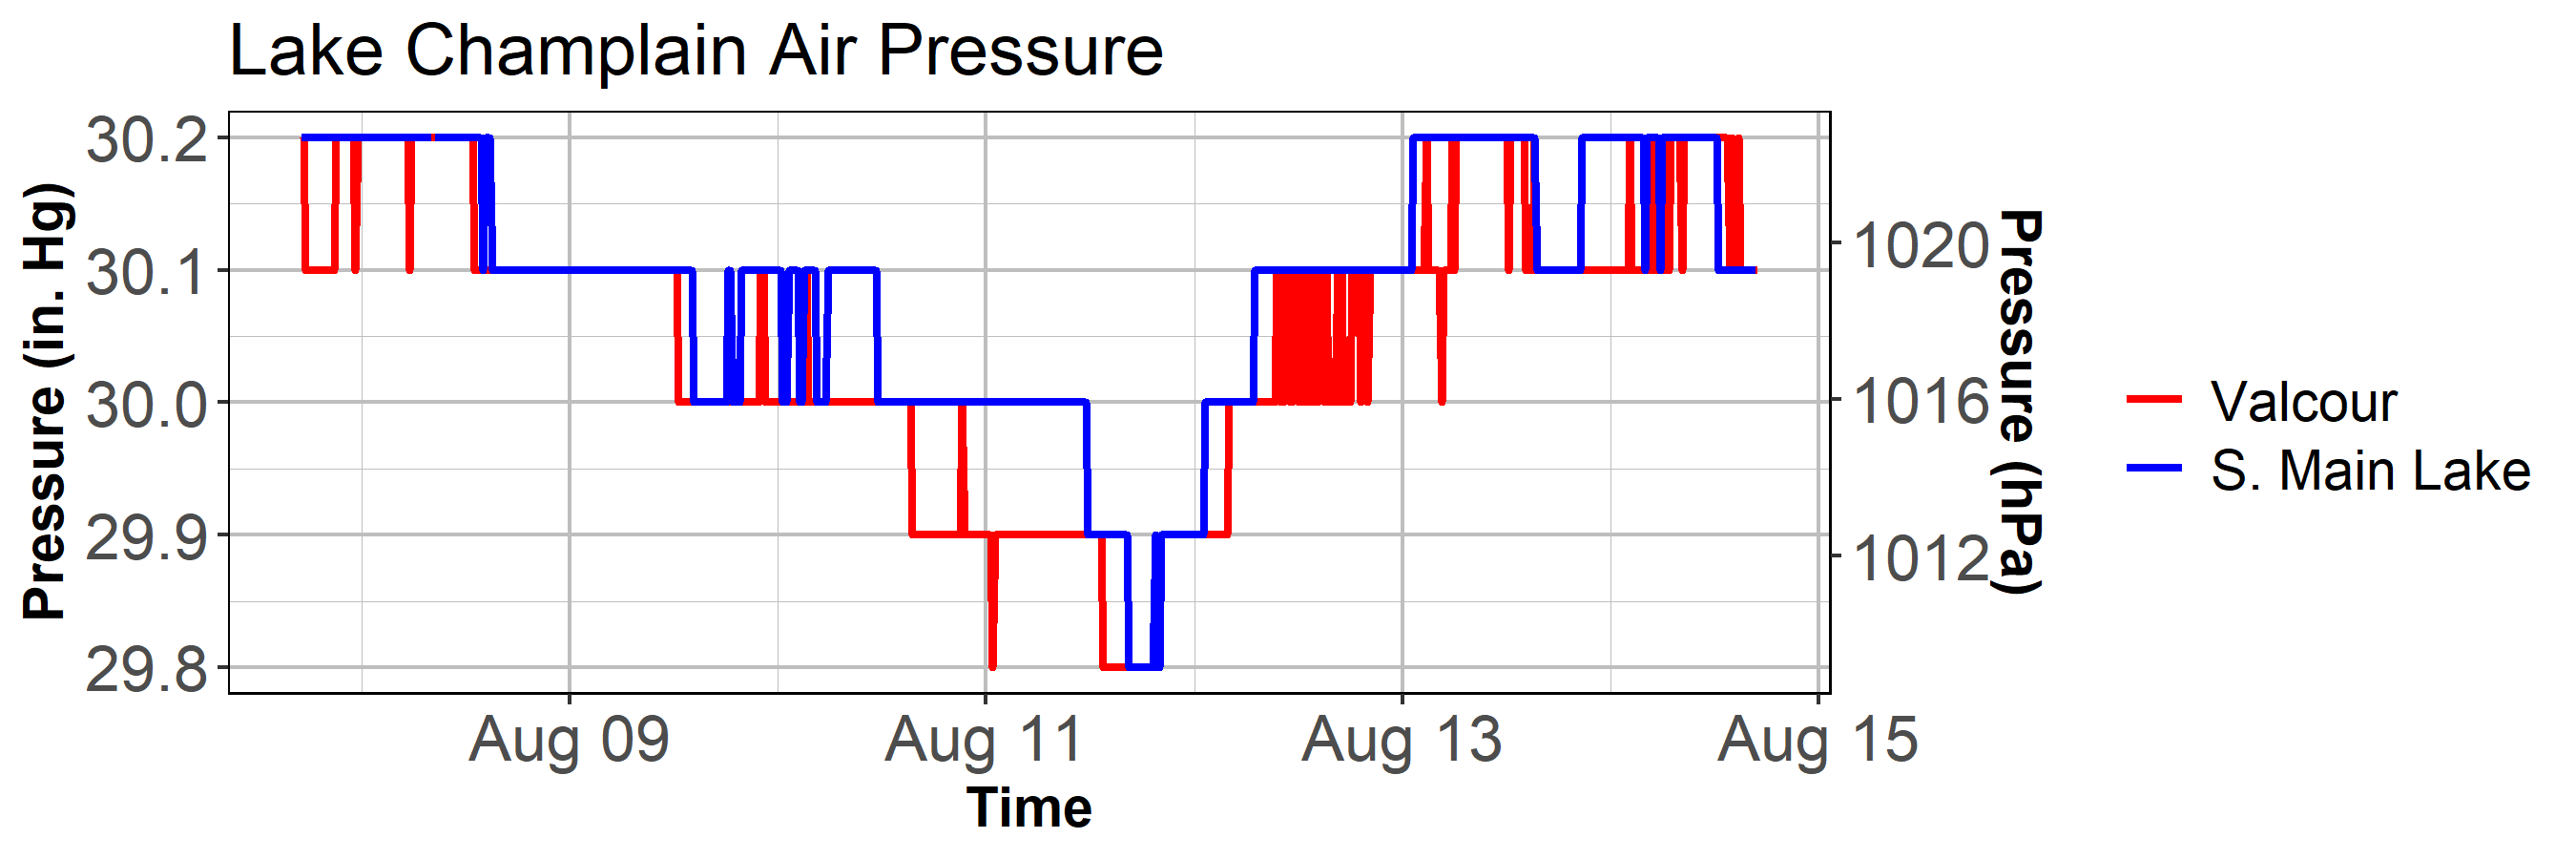 Lake Champlain Air Pressure
Pressure (in. Hg)
30.2
30.1
30.0
29.9
29.8
Aug 09
Aug 11
Aug 13
Aug 15
Time
1020
1016
1012
Pressure (hPa)
Valcour
S. Main Lake